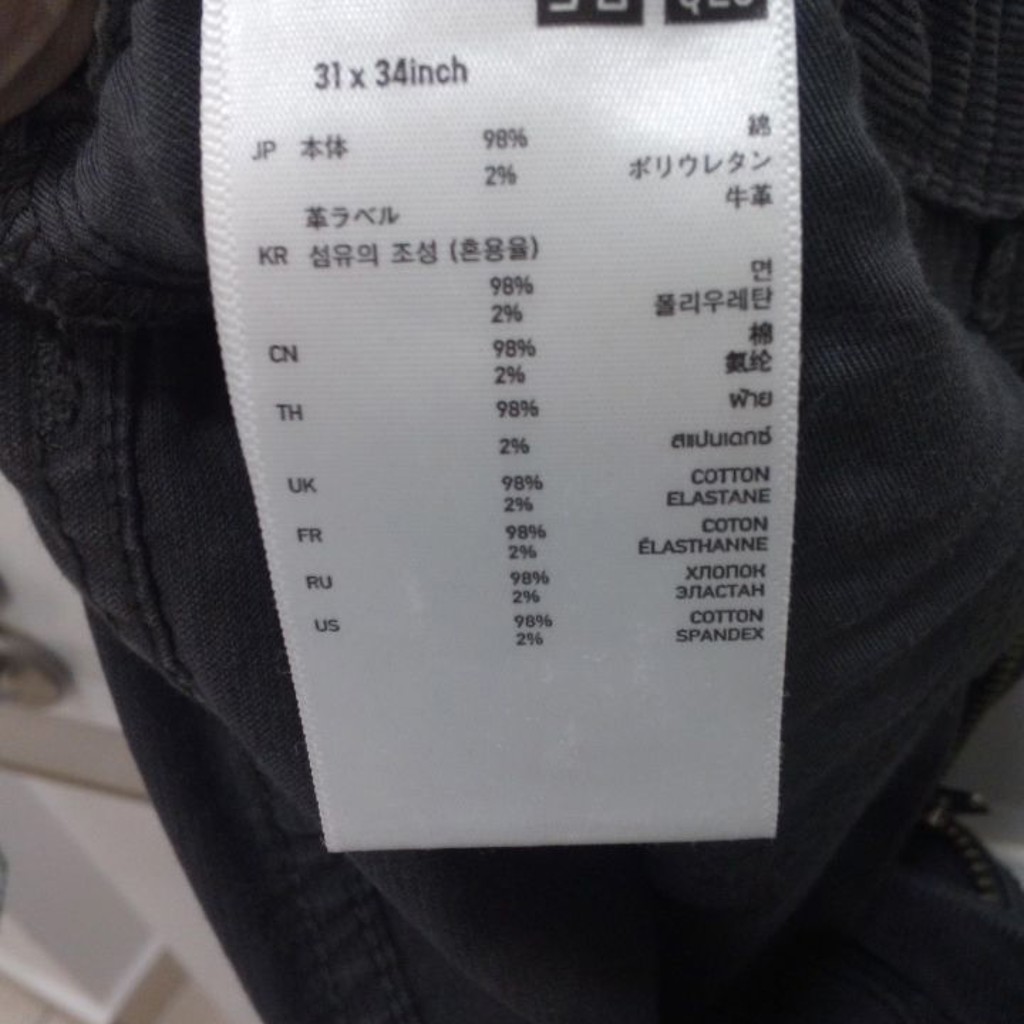 31 x 34inch
JP 本体 98% 綿
2% ポリウレタン
革ラベル 牛革
KR 섬유의 조성 (혼용율)
98% 면
2% 폴리우레탄
CN 98% 棉
2% 氨纶
TH 98% ฝ้าย
2% สแปนเดกซ์
UK 98% COTTON
2% ELASTANE
FR 98% COTON
2% ÉLASTHANNE
RU 98% ХЛОПОК
2% ЭЛАСТАН
US 98% COTTON
2% SPANDEX